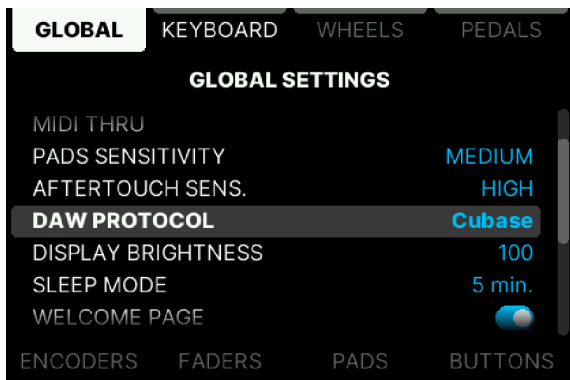 GLOBAL KEYBOARD WHEELS PEDALS
GLOBAL SETTINGS
MIDI THRU
PADS SENSITIVITY MEDIUM
AFTERTOUCH SENS. HIGH
DAW PROTOCOL Cubase
DISPLAY BRIGHTNESS 100
SLEEP MODE 5 min.
WELCOME PAGE
ENCODERS FADERS PADS BUTTONS